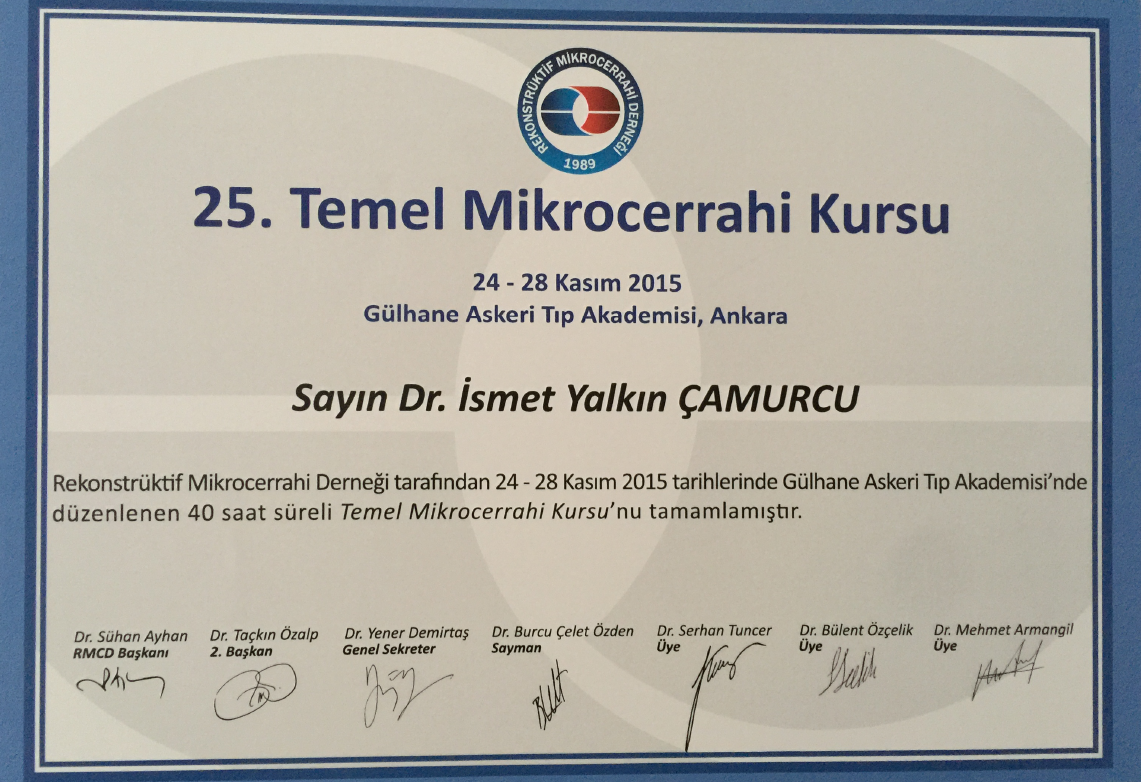 REKONSTRÜKTİF MİKROCERRAHİ DERNEĞİ
1989
25. Temel Mikrocerrahi Kursu
24 - 28 Kasım 2015
Gülhane Askeri Tıp Akademisi, Ankara
Sayın Dr. İsmet Yalkın ÇAMURCU
Rekonstrüktif Mikrocerrahi Derneği tarafından 24 - 28 Kasım 2015 tarihlerinde Gülhane Askeri Tıp Akademisi'nde
düzenlenen 40 saat süreli Temel Mikrocerrahi Kursu'nu tamamlamıştır.
Dr. Sühan Ayhan Dr. Taçkın Özalp Dr. Yener Demirtaş Dr. Burcu Çelet Özden Dr. Serhan Tuncer Dr. Bülent Özçelik Dr. Mehmet Armangil
RMCD Başkanı 2. Başkan Genel Sekreter Sayman Üye Üye Üye